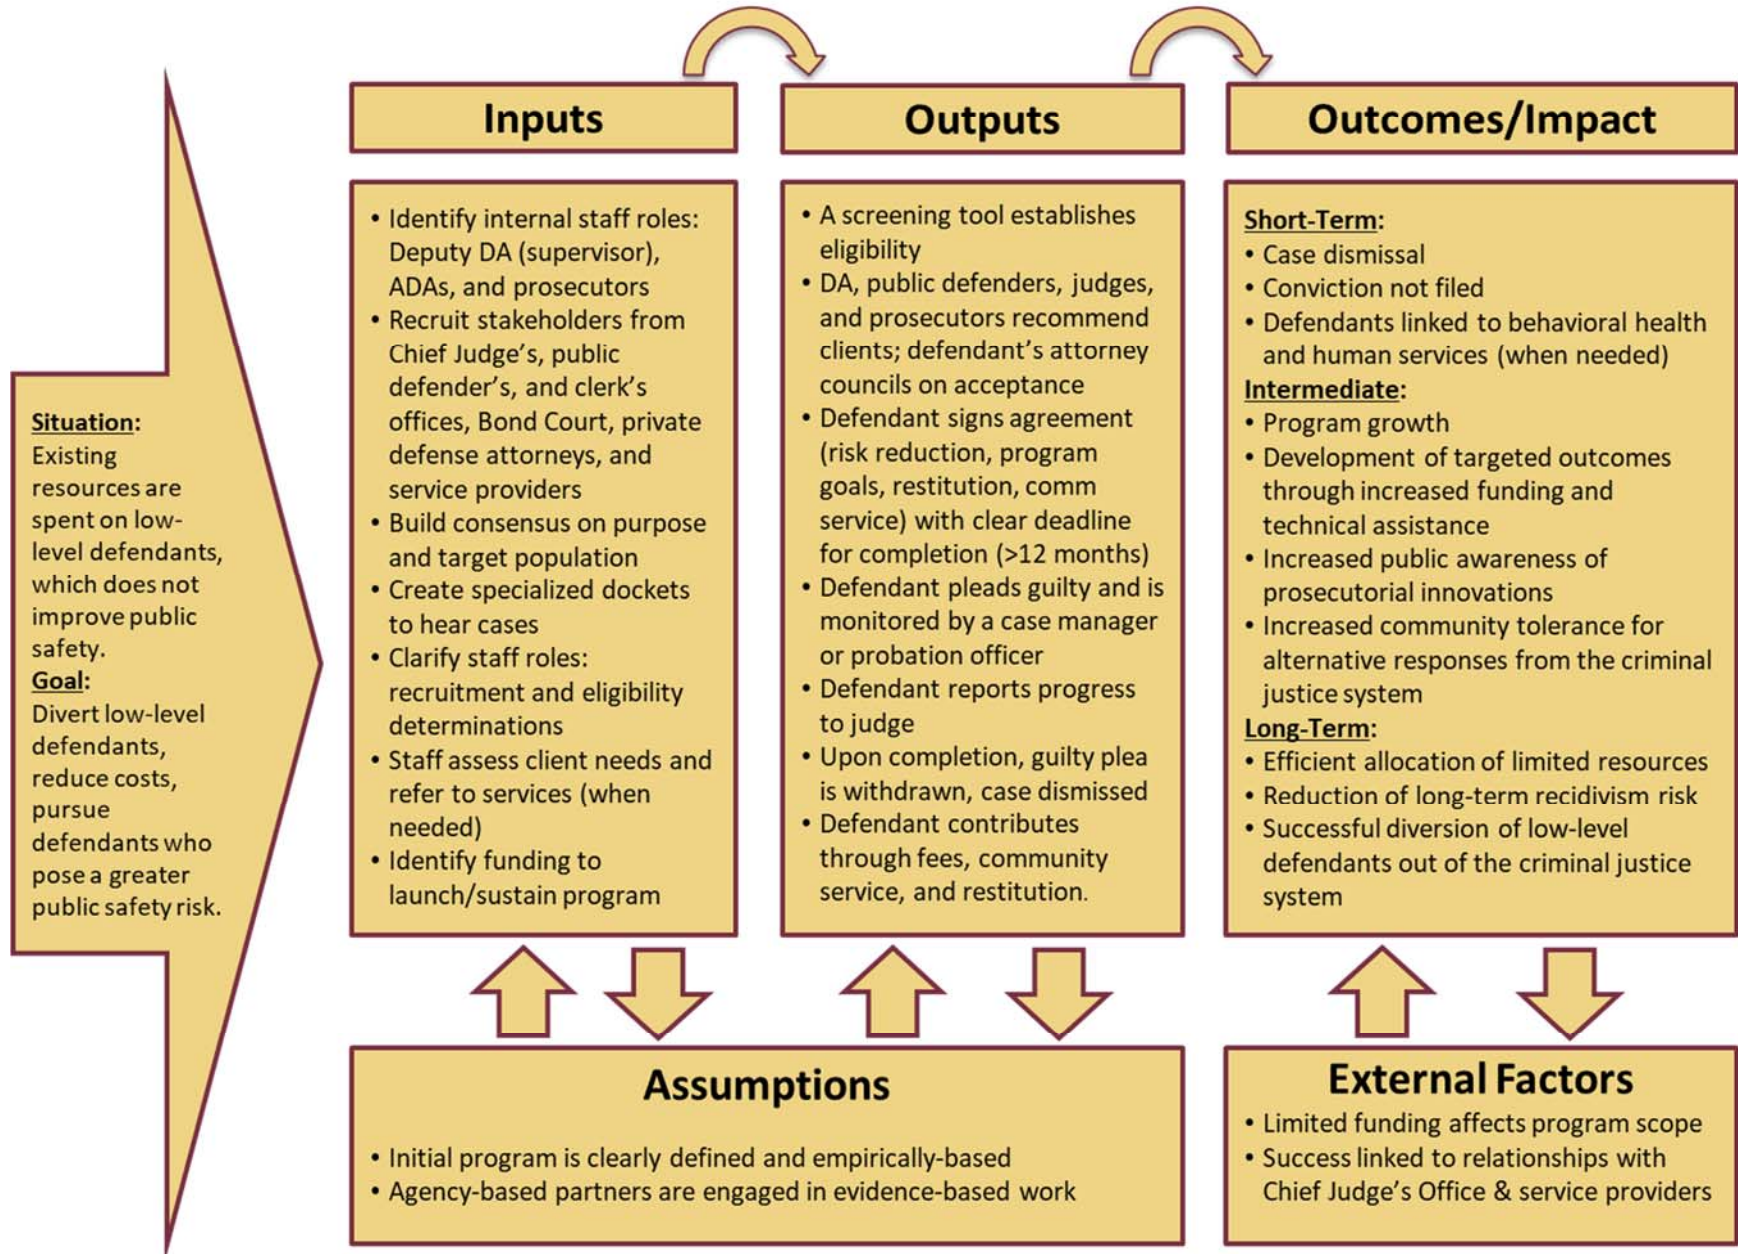 Situation:
Existing
resources are
spent on low-
level defendants,
which does not
improve public
safety.
Goal:
Divert low-level
defendants,
reduce costs,
pursue
defendants who
pose a greater
public safety risk.
Inputs
• Identify internal staff roles:
Deputy DA (supervisor),
ADAs, and prosecutors
• Recruit stakeholders from
Chief Judge's, public
defender's, and clerk's
offices, Bond Court, private
defense attorneys, and
service providers
• Build consensus on purpose
and target population
• Create specialized dockets
to hear cases
• Clarify staff roles:
recruitment and eligibility
determinations
• Staff assess client needs and
refer to services (when
needed)
• Identify funding to
launch/sustain program
Outputs
• A screening tool establishes
eligibility
• DA, public defenders, judges,
and prosecutors recommend
clients; defendant's attorney
councils on acceptance
• Defendant signs agreement
(risk reduction, program
goals, restitution, comm
service) with clear deadline
for completion (>12 months)
• Defendant pleads guilty and is
monitored by a case manager
or probation officer
• Defendant reports progress
to judge
• Upon completion, guilty plea
is withdrawn, case dismissed
• Defendant contributes
through fees, community
service, and restitution.
Outcomes/Impact
Short-Term:
• Case dismissal
• Conviction not filed
• Defendants linked to behavioral health
and human services (when needed)
Intermediate:
• Program growth
• Development of targeted outcomes
through increased funding and
technical assistance
• Increased public awareness of
prosecutorial innovations
• Increased community tolerance for
alternative responses from the criminal
justice system
Long-Term:
• Efficient allocation of limited resources
• Reduction of long-term recidivism risk
• Successful diversion of low-level
defendants out of the criminal justice
system
Assumptions
• Initial program is clearly defined and empirically-based
• Agency-based partners are engaged in evidence-based work
External Factors
• Limited funding affects program scope
• Success linked to relationships with
Chief Judge's Office & service providers